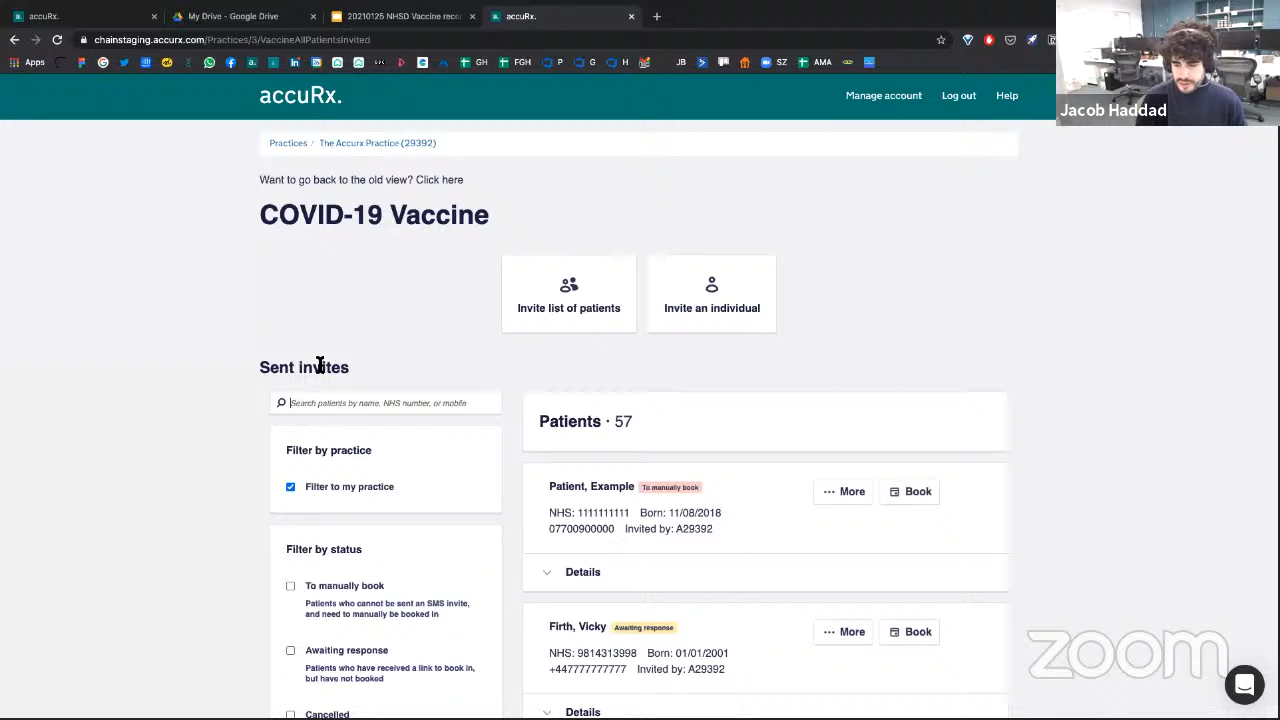 accuRx.
My Drive - Google Drive
20210125 NHSD Vaccine recor
accuRx.
chainstaging.accurx.com/Practices/3/VaccineAllPatientsInvited
Apps
GH
FORP
P
G
H
JB
SZ
AMA
accuRx.
Manage account
Log out
Help
Jacob Haddad
Practices / The Accurx Practice (29392)
Want to go back to the old view? Click here
COVID-19 Vaccine
Invite list of patients
Invite an individual
Sent invites
Search patients by name, NHS number, or mobile
Filter by practice
Filter to my practice
Filter by status
To manually book
Patients who cannot be sent an SMS invite,
and need to manually be booked in
Awaiting response
Patients who have received a link to book in,
but have not booked
Cancelled
Patients · 57
Patient, Example To manually book
More
Book
NHS: 1111111111 Born: 11/08/2018
07700900000 Invited by: A29392
Details
Firth, Vicky Awaiting response
More
Book
NHS: 9814313998 Born: 01/01/2001
+447777777777 Invited by: A29392
Details
zoom